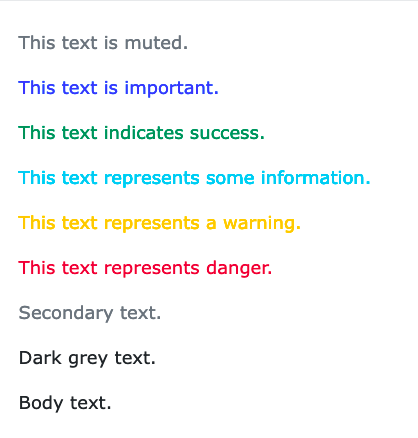 This text is muted.
This text is important.
This text indicates success.
This text represents some information.
This text represents a warning.
This text represents danger.
Secondary text.
Dark grey text.
Body text.